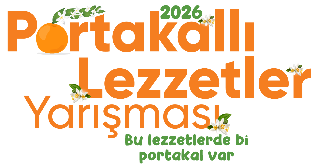 2026
Portakallı
Lezzetler
Yarışması
Bu lezzetlerde bi
portakal var